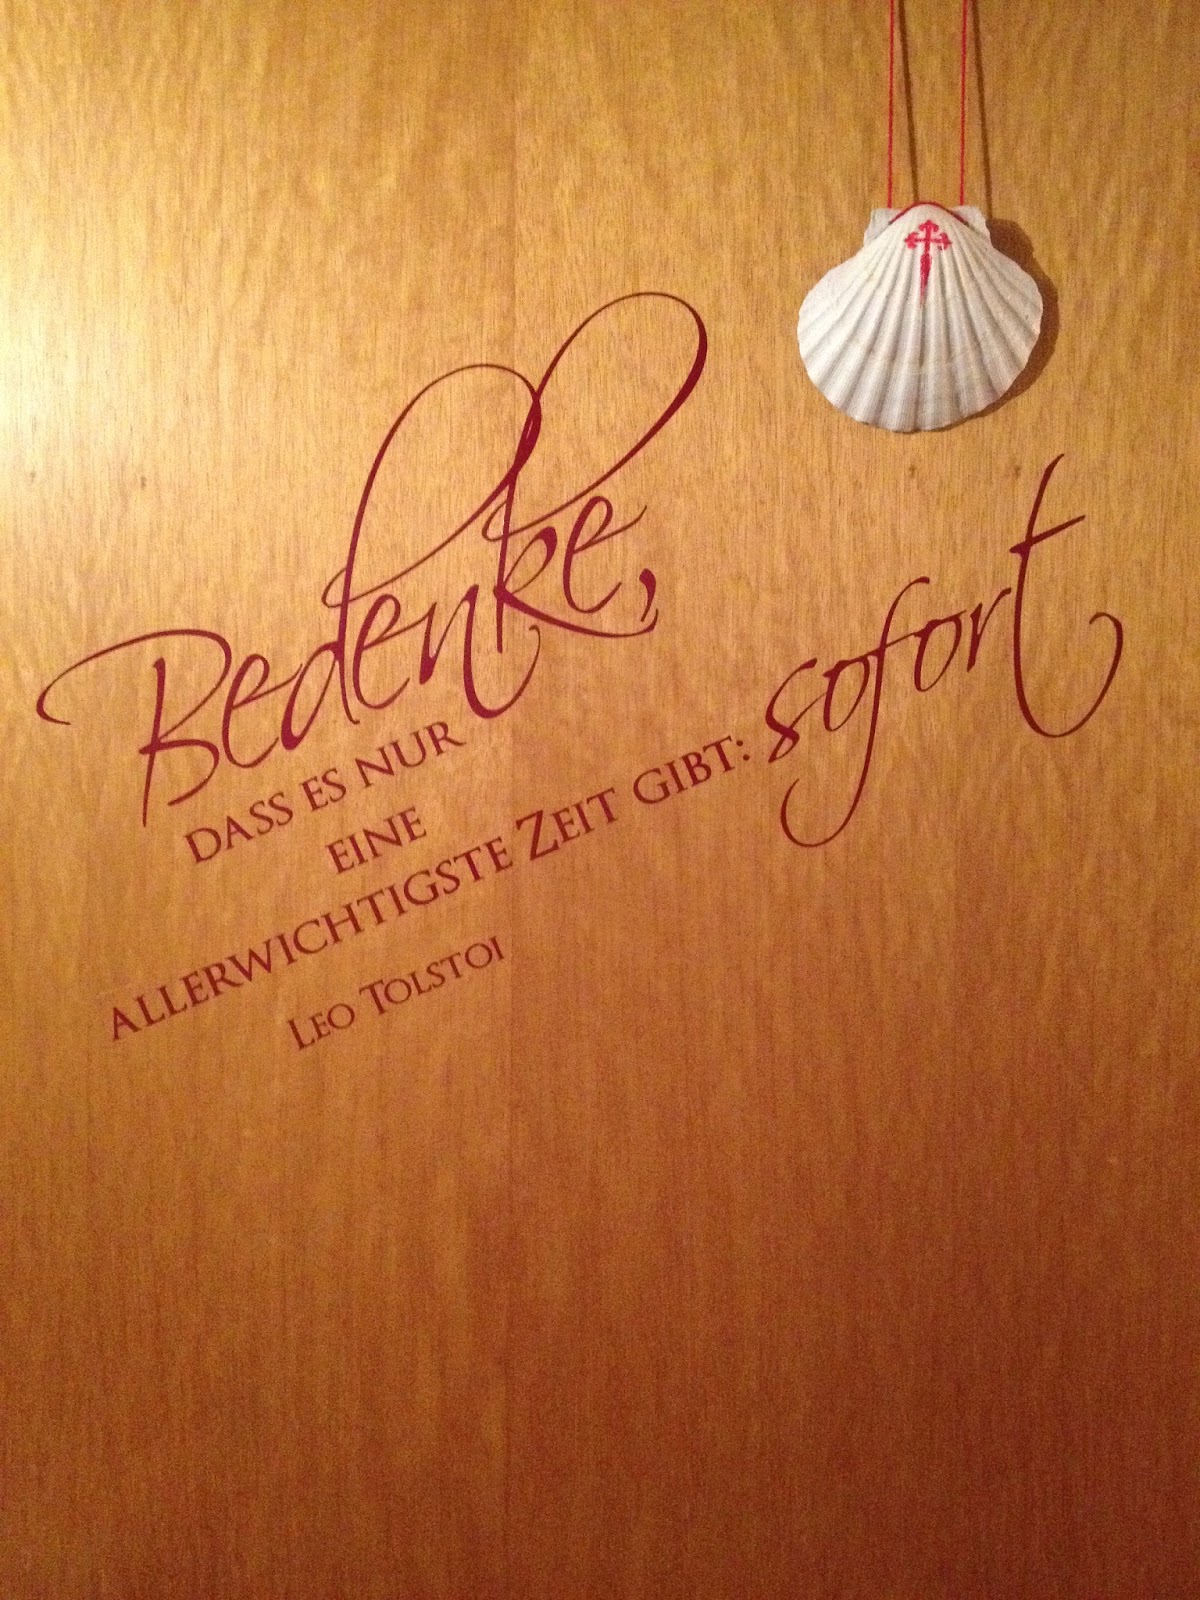 Bedenke,
DASS ES NUR
EINE
ALLERWICHTIGSTE ZEIT GIBT: sofort
LEO TOLSTOI